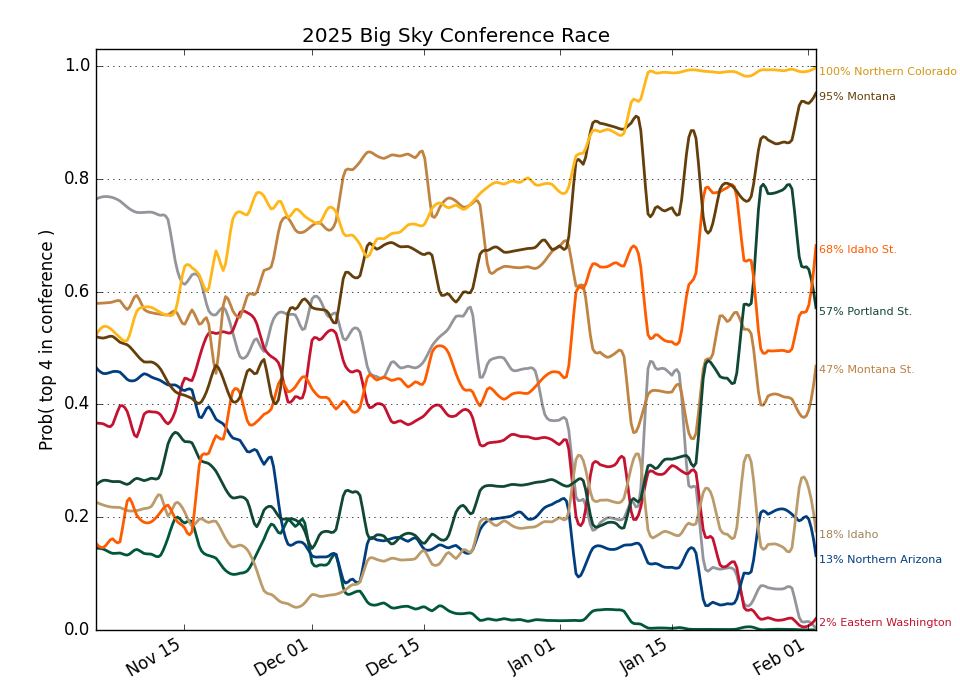 2025 Big Sky Conference Race
Prob( top 4 in conference )
1.0
0.8
0.6
0.4
0.2
0.0
Nov 15
Dec 01
Dec 15
Jan 01
Jan 15
Feb 01
100% Northern Colorado
95% Montana
68% Idaho St.
57% Portland St.
47% Montana St.
18% Idaho
13% Northern Arizona
2% Eastern Washington